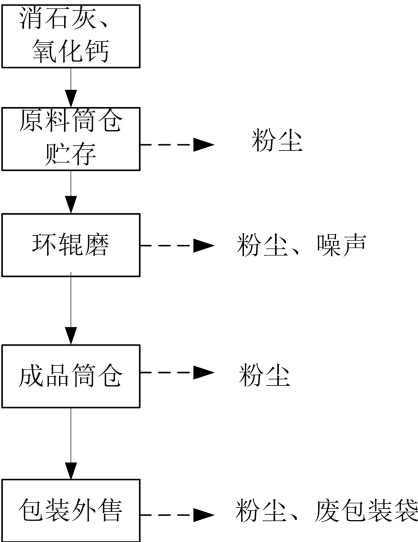 消石灰、
氧化钙
原料筒仓
贮存
粉尘
环辊磨
粉尘、噪声
成品筒仓
粉尘
包装外售
粉尘、废包装袋